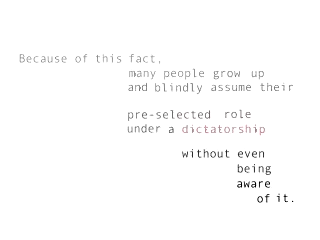 Because of this fact,
many people grow up
and blindly assume their
pre-selected role
under a dictatorship
without even
being
aware
of it.